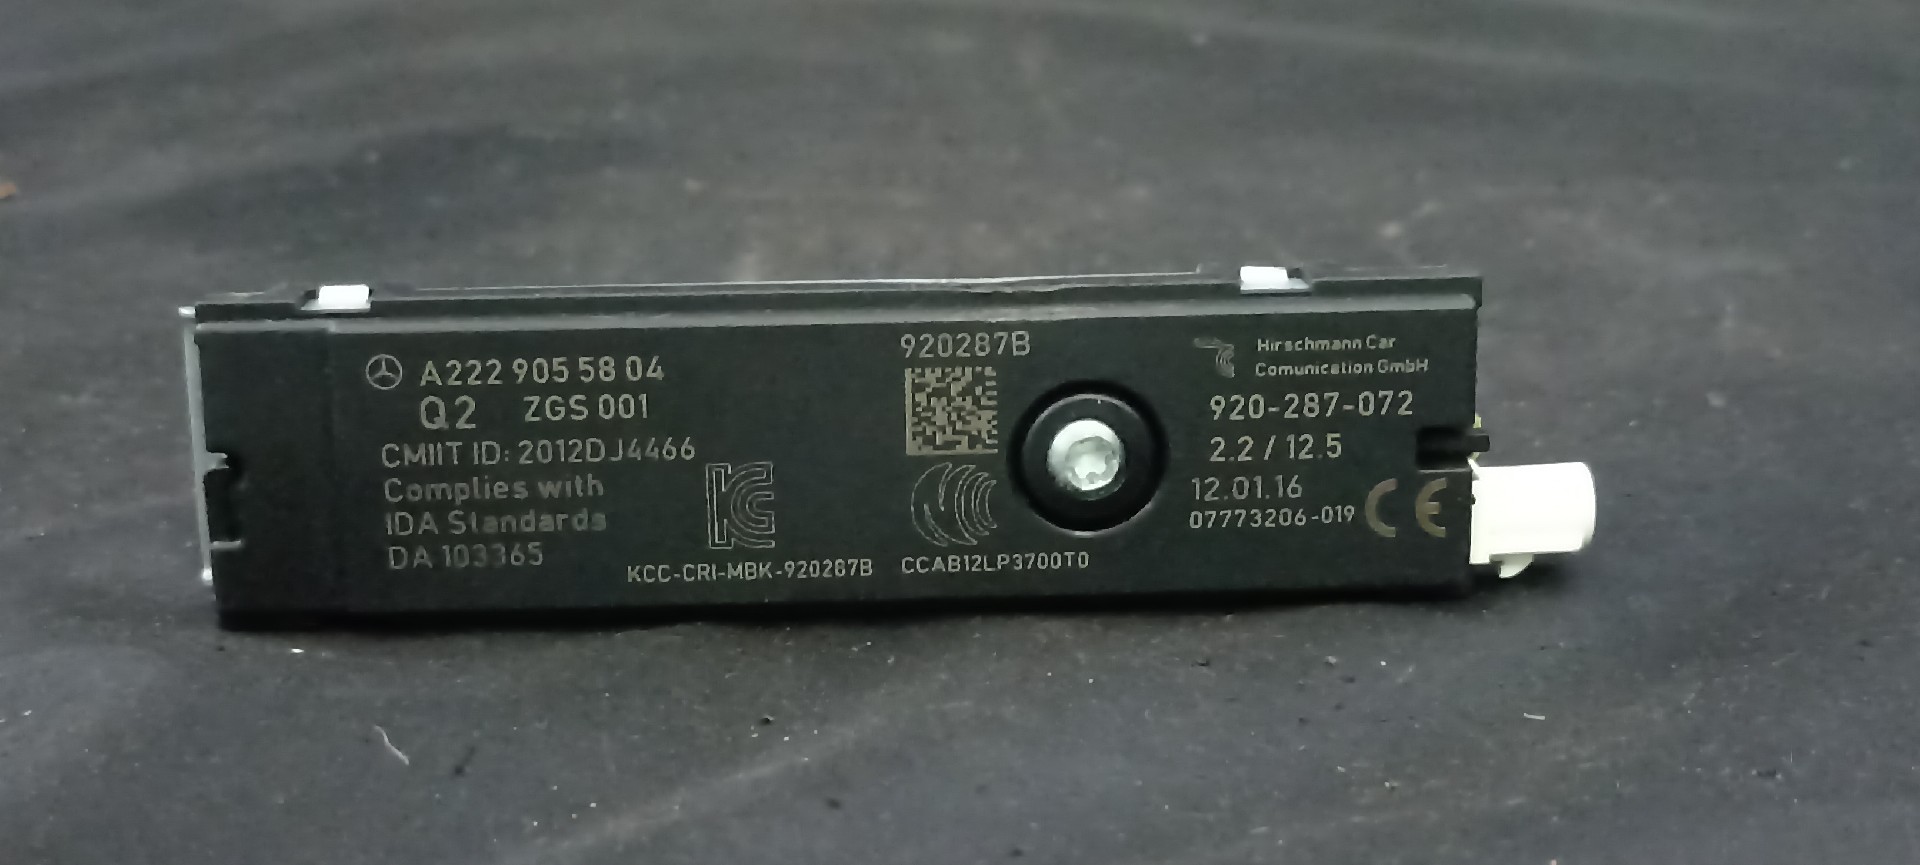 A222 905 58 04
Q2 ZGS 001
CMIIT ID: 2012DJ4466
Complies with
IDA Standards
DA 103365
KCC-CRI-MBK-920287B
920287B
CCAB12LP3700T0
Hirschmann Car
Comunication GmbH
920-287-072
2.2 / 12.5
12.01.16
07773206-019
CE